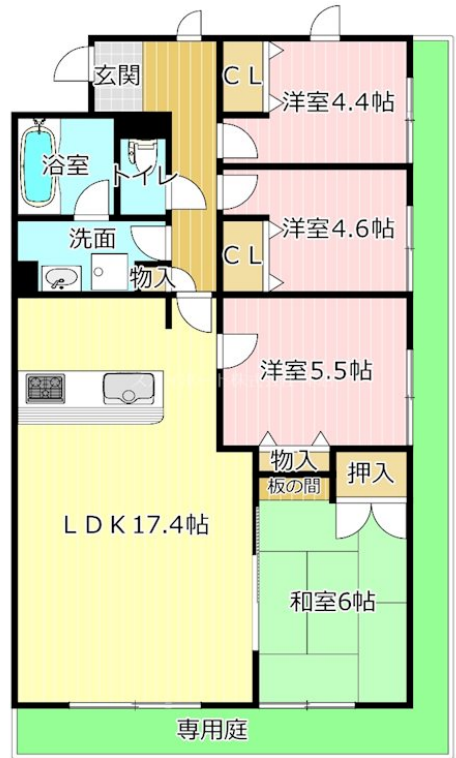 玄関
CL
洋室4.4帖
浴室
トイレ
洋室4.6帖
洗面
CL
物入
洋室5.5帖
物入
押入
板の間
LDK17.4帖
和室6帖
専用庭